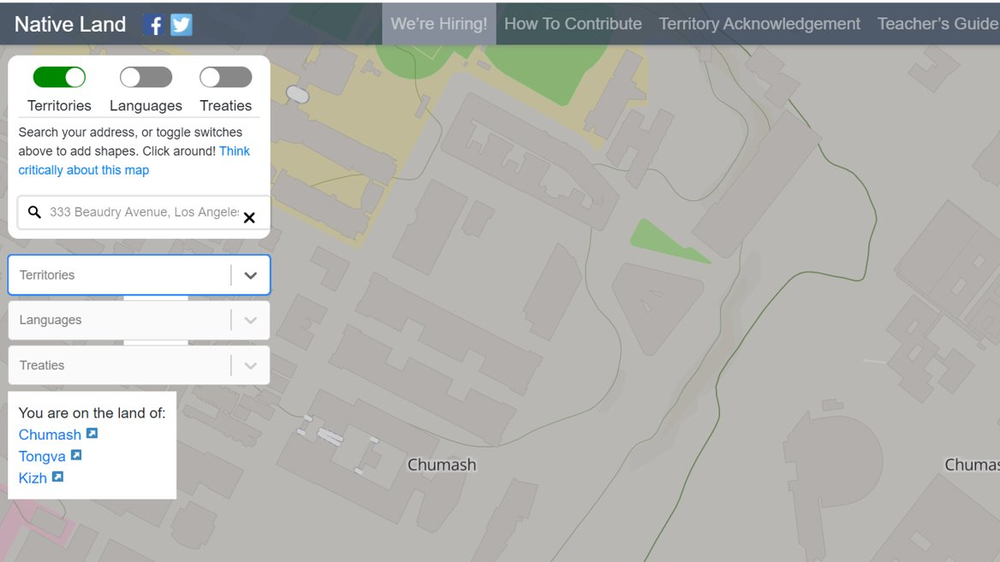 Native Land
We’re Hiring! How To Contribute Territory Acknowledgement Teacher’s Guide
Territories Languages Treaties
Search your address, or toggle switches
above to add shapes. Click around! Think
critically about this map
333 Beaudry Avenue, Los Angeles
Territories
Languages
Treaties
You are on the land of:
Chumash
Tongva
Kizh
Chumash
Chumas